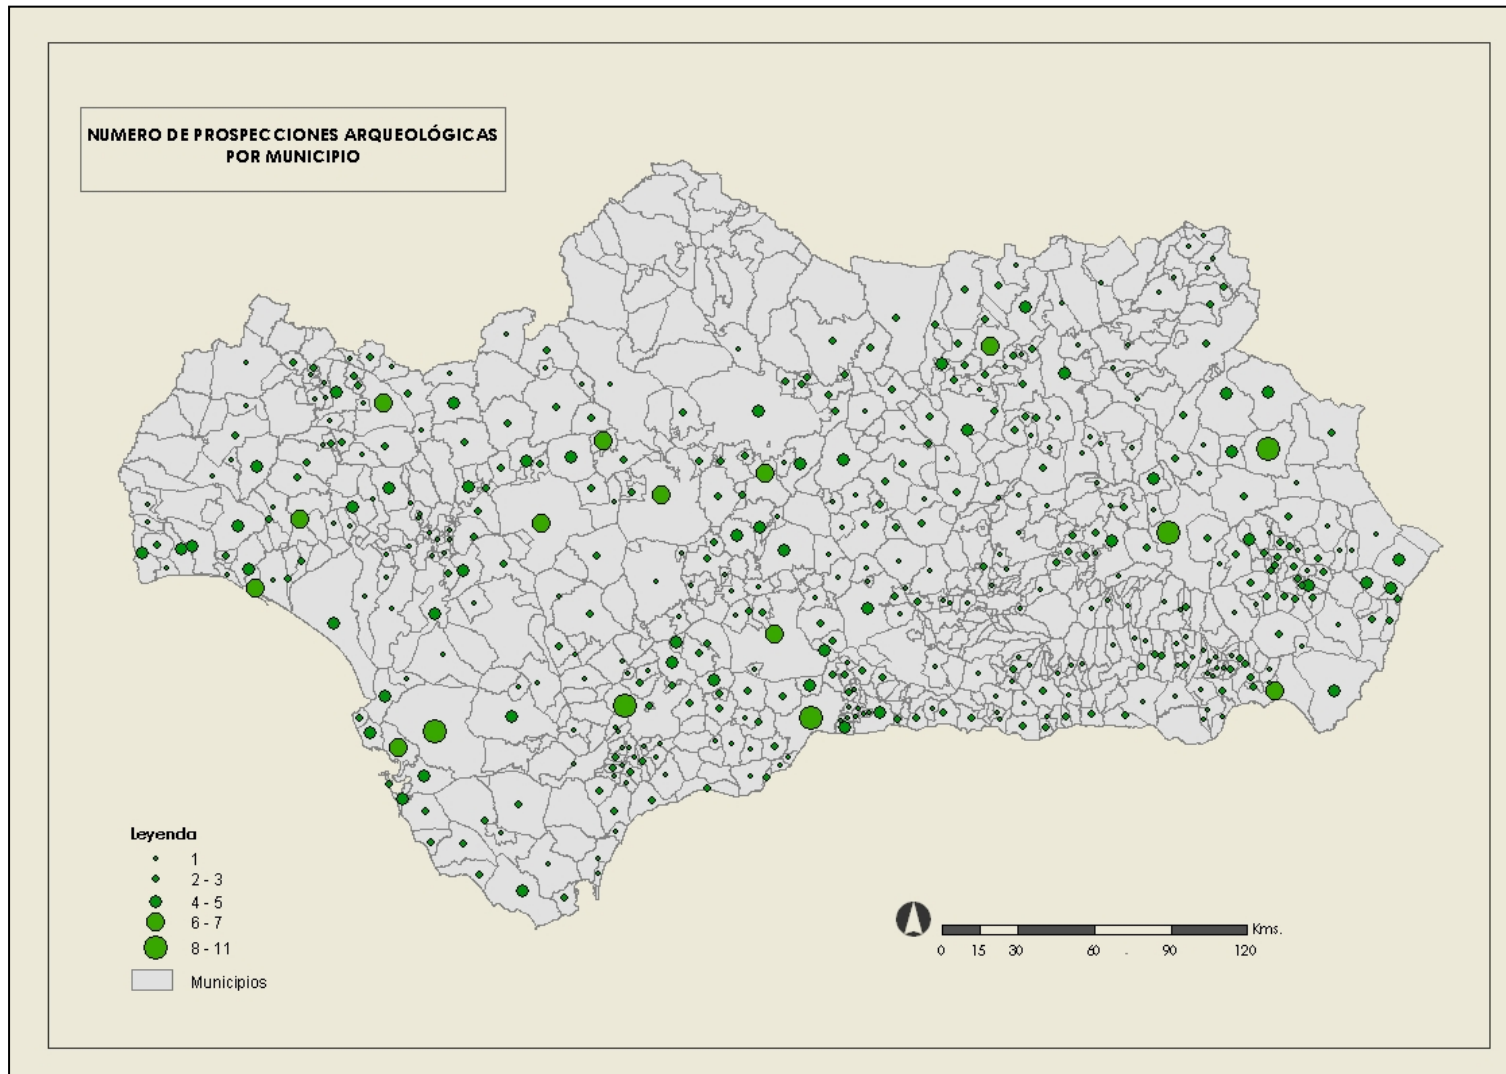 NUMERO DE PROSPECCIONES ARQUEOLÓGICAS
POR MUNICIPIO
Leyenda
1
2 - 3
4 - 5
6 - 7
8 - 11
Municipios
Kms.
0 15 30 60 90 120